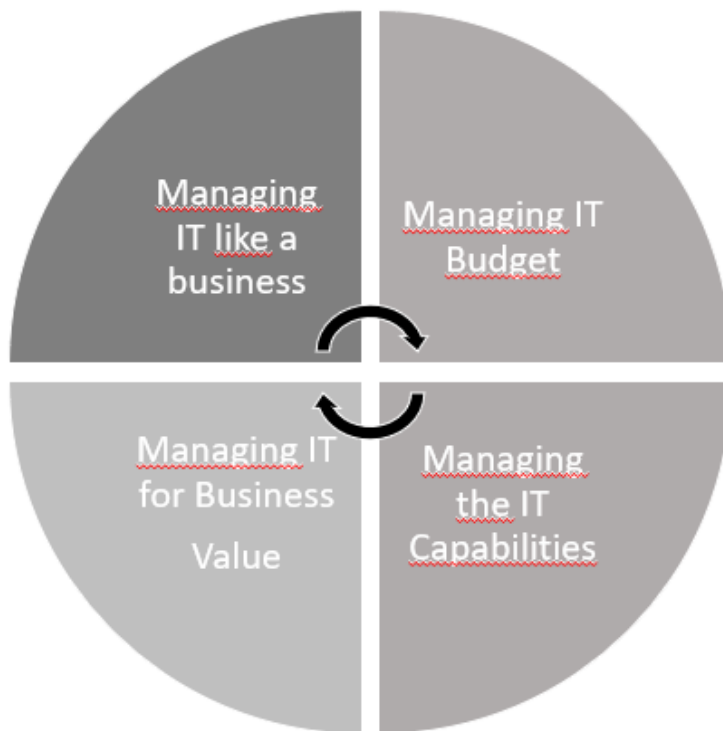 Managing
IT like a
business
Managing IT
Budget
Managing IT
for Business
Value
Managing
the IT
Capabilities